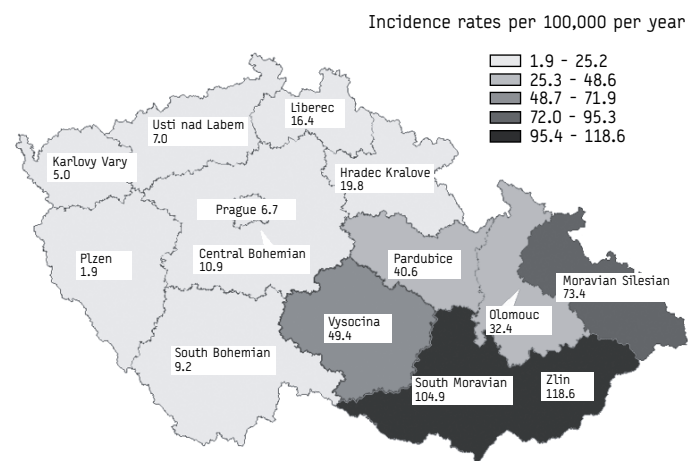 Incidence rates per 100,000 per year
1.9 - 25.2
25.3 - 48.6
48.7 - 71.9
72.0 - 95.3
95.4 - 118.6
Liberec
16.4
Usti nad Labem
7.0
Karlovy Vary
5.0
Hradec Kralove
19.8
Prague 6.7
Central Bohemian
10.9
Plzen
1.9
Pardubice
40.6
Moravian Silesian
73.4
Olomouc
32.4
Vysocina
49.4
South Bohemian
9.2
South Moravian
104.9
Zlin
118.6